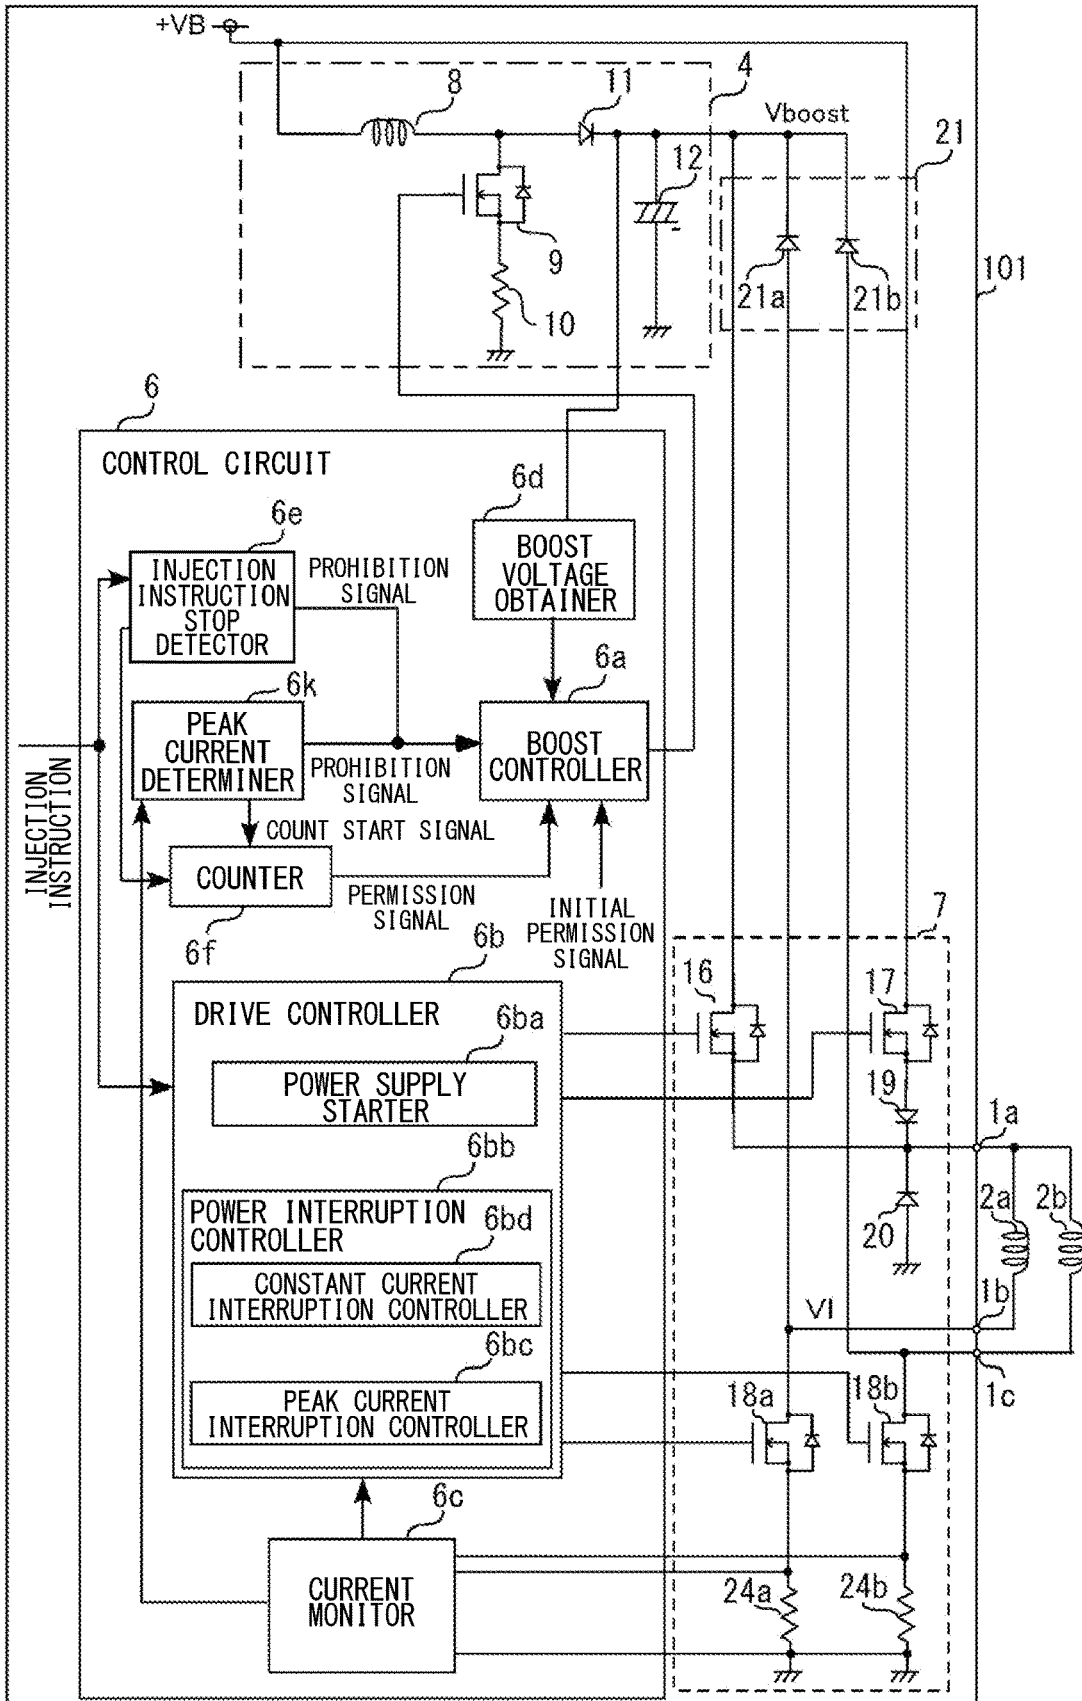 +VB
8
11
4
Vboost
21
12
9
10
21a
21b
101
6
CONTROL CIRCUIT
6d
6e
INJECTION
INSTRUCTION
STOP
DETECTOR
PROHIBITION
SIGNAL
BOOST
VOLTAGE
OBTAINER
6k
6a
PEAK
CURRENT
DETERMINER
PROHIBITION
SIGNAL
BOOST
CONTROLLER
INJECTION
INSTRUCTION
COUNT START SIGNAL
COUNTER
PERMISSION
SIGNAL
INITIAL
PERMISSION
SIGNAL
6f
6b
7
16
17
DRIVE CONTROLLER
6ba
POWER SUPPLY
STARTER
19
1a
6bb
POWER INTERRUPTION
CONTROLLER
6bd
20
2a
2b
CONSTANT CURRENT
INTERRUPTION CONTROLLER
VI
1b
6bc
PEAK CURRENT
INTERRUPTION CONTROLLER
18a
18b
1c
6c
CURRENT
MONITOR
24a
24b